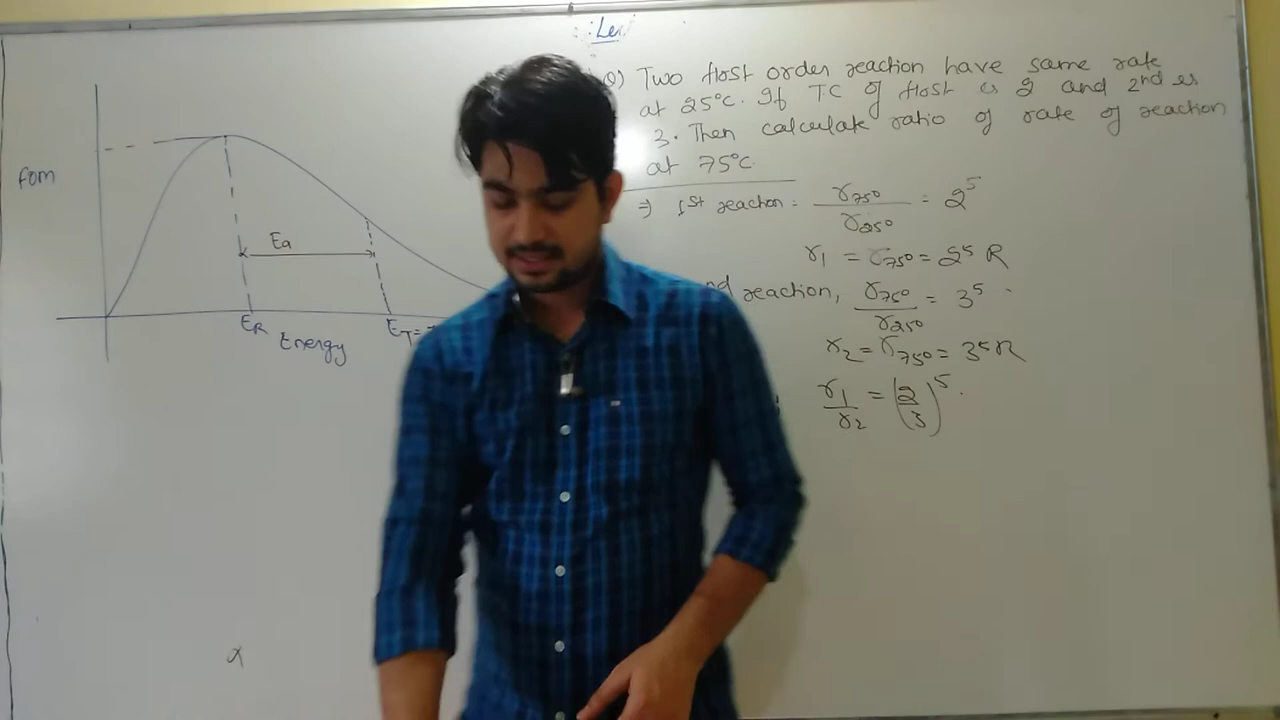 Lec
Q) Two first order reaction have same rate
at 25°C. If TC of first is 2 and 2nd is
3. Then calculate ratio of rate of reaction
at 75°C
⇒ 1st reaction: r75° / r25° = 2^5
r1 = r75° = 2^5 R
nd reaction, r75° / r25° = 3^5
r2 = r75° = 3^5 R
r1 / r2 = (2/3)^5
fom
Ea
ER
Energy
ET =
x